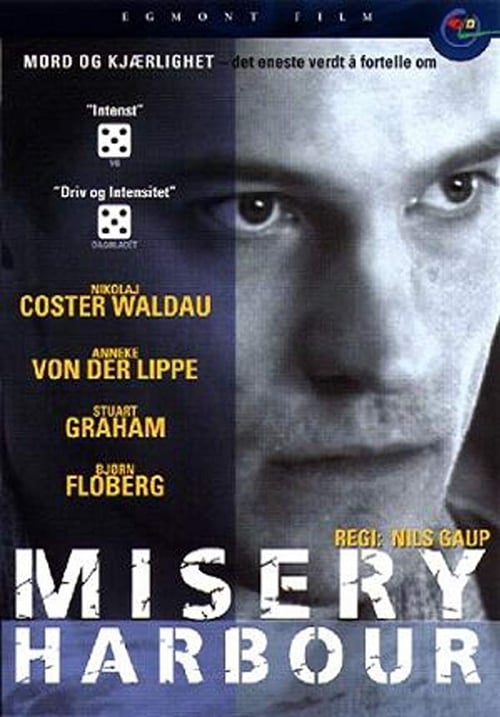 EGMONT FILM
MORD OG KJÆRLIGHET – det eneste verdt å fortelle om
"Intenst"
VG
"Driv og Intensitet"
DAGBLADET
NIKOLAJ
COSTER WALDAU
ANNEKE
VON DER LIPPE
STUART
GRAHAM
BJØRN
FLOBERG
REGI: NILS GAUP
MISERY
HARBOUR